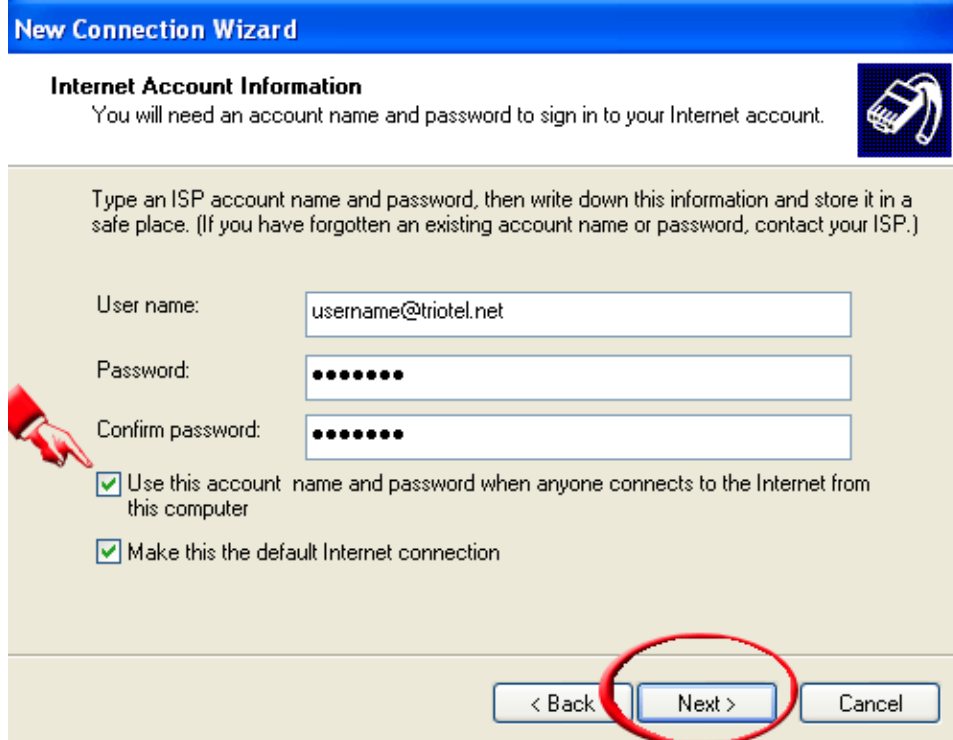 New Connection Wizard
Internet Account Information
You will need an account name and password to sign in to your Internet account.
Type an ISP account name and password, then write down this information and store it in a
safe place. (If you have forgotten an existing account name or password, contact your ISP.)
User name:
username@triotel.net
Password:
•••••••
Confirm password:
•••••••
Use this account name and password when anyone connects to the Internet from
this computer
Make this the default Internet connection
< Back
Next >
Cancel